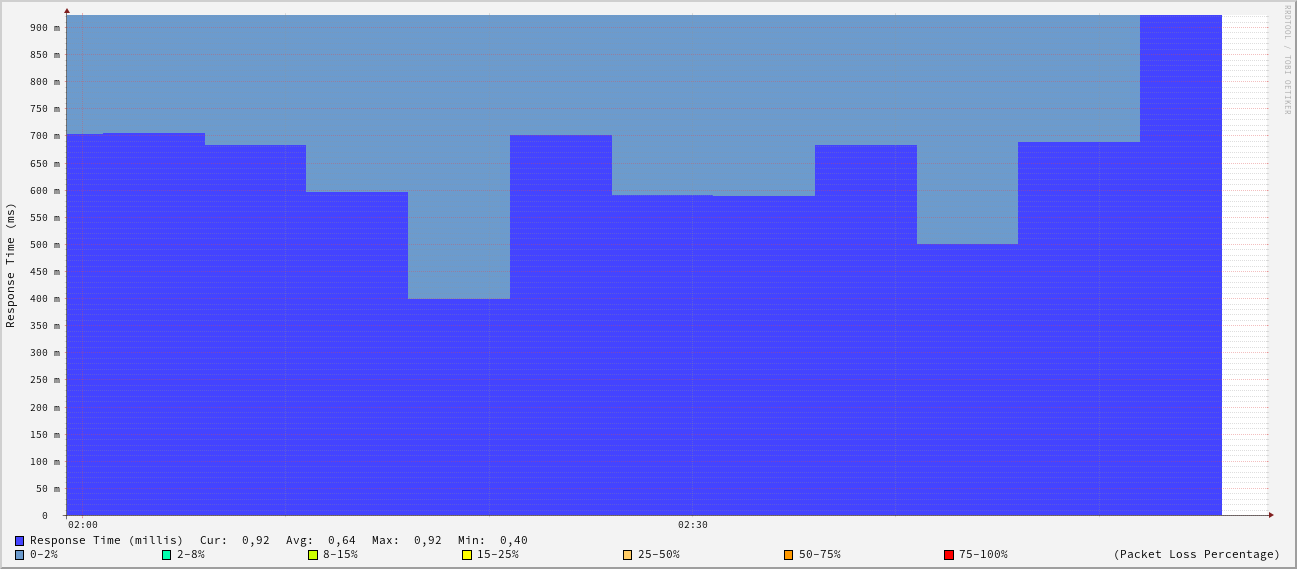 RRDTOOL / TOBI OETIKER
Response Time (ms)
900 m
850 m
800 m
750 m
700 m
650 m
600 m
550 m
500 m
450 m
400 m
350 m
300 m
250 m
200 m
150 m
100 m
50 m
0
02:00 02:30
Response Time (millis) Cur: 0,92 Avg: 0,64 Max: 0,92 Min: 0,40
0-2% 2-8% 8-15% 15-25% 25-50% 50-75% 75-100% (Packet Loss Percentage)